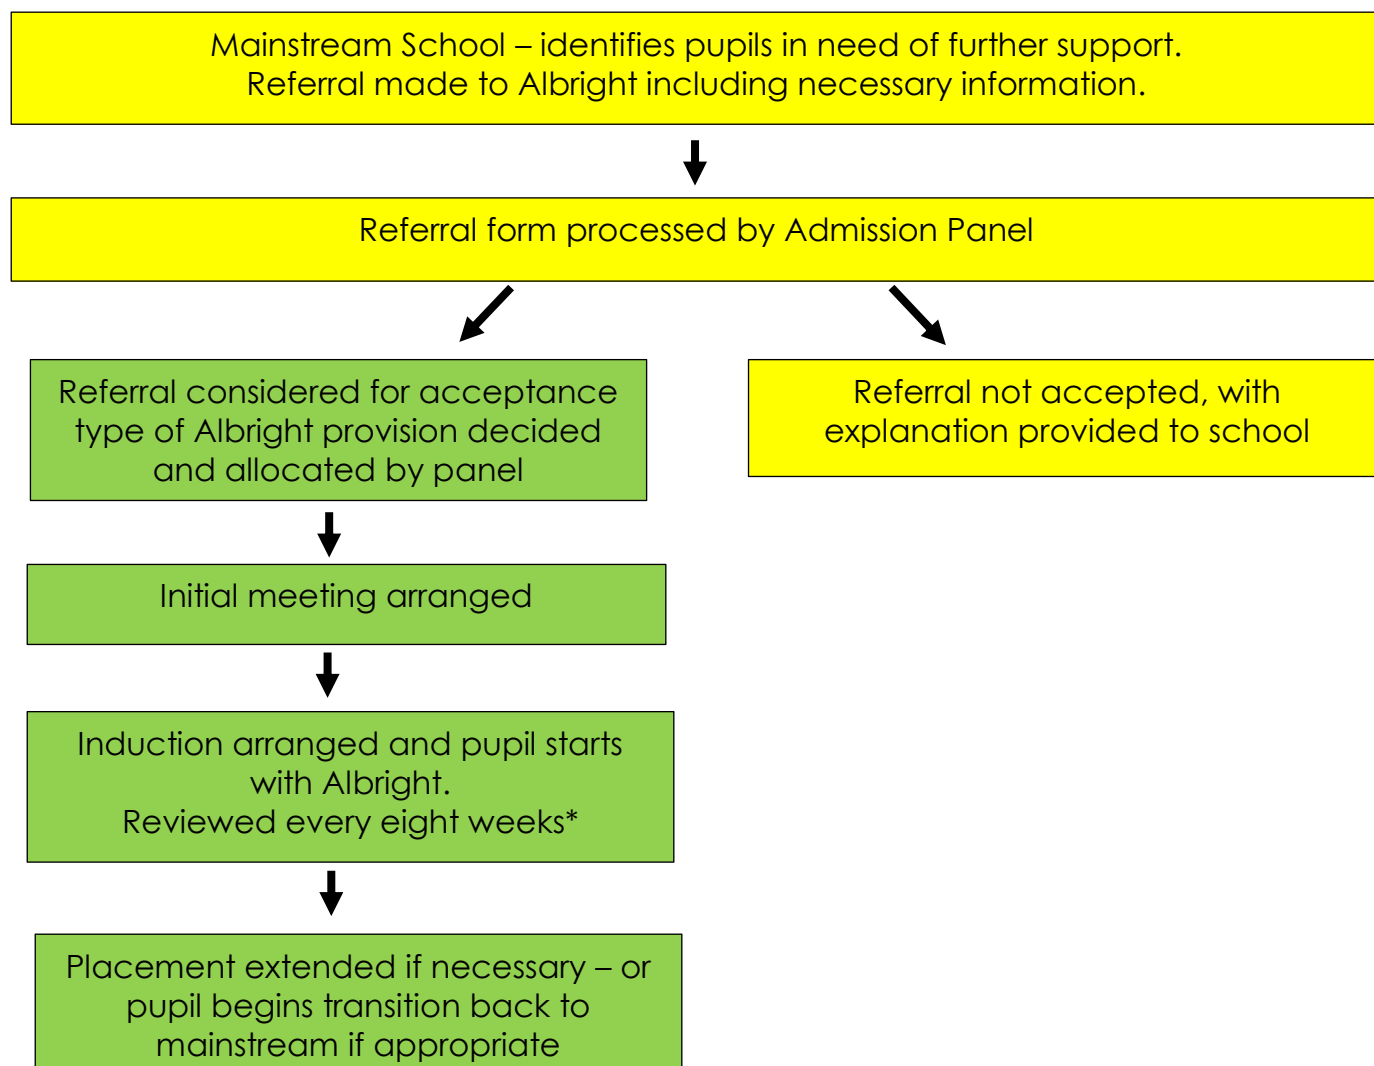 Mainstream School – identifies pupils in need of further support.
Referral made to Albright including necessary information.
Referral form processed by Admission Panel
Referral considered for acceptance
type of Albright provision decided
and allocated by panel
Referral not accepted, with
explanation provided to school
Initial meeting arranged
Induction arranged and pupil starts
with Albright.
Reviewed every eight weeks*
Placement extended if necessary – or
pupil begins transition back to
mainstream if appropriate